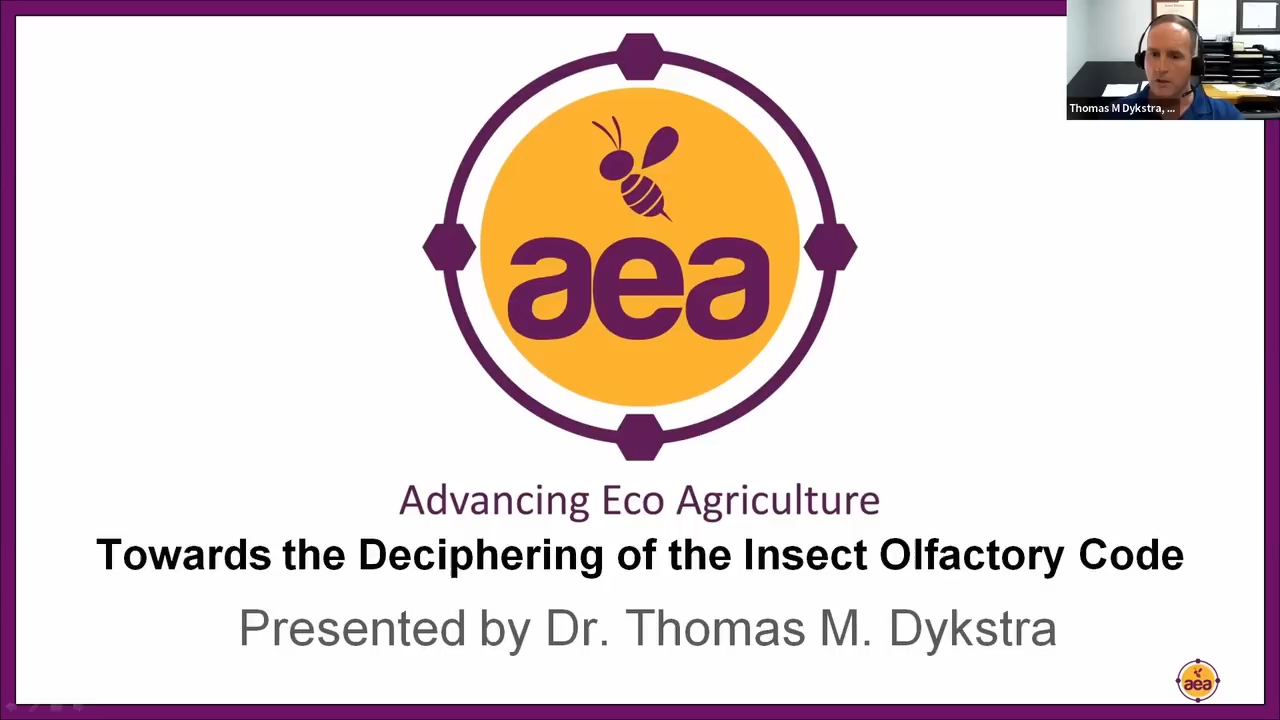 Thomas M Dykstra, ...
aea
Advancing Eco Agriculture
Towards the Deciphering of the Insect Olfactory Code
Presented by Dr. Thomas M. Dykstra
aea